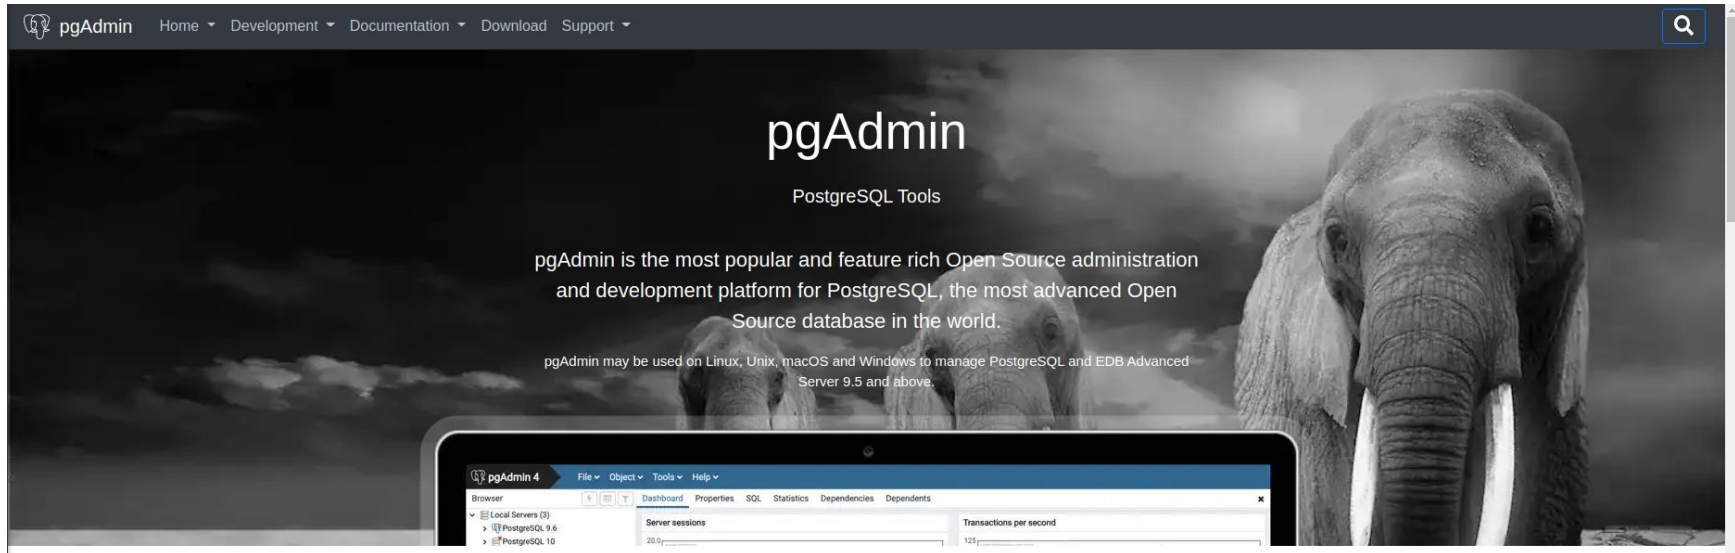 pgAdmin Home Development Documentation Download Support
pgAdmin
PostgreSQL Tools
pgAdmin is the most popular and feature rich Open Source administration
and development platform for PostgreSQL, the most advanced Open
Source database in the world.
pgAdmin may be used on Linux, Unix, macOS and Windows to manage PostgreSQL and EDB Advanced
Server 9.5 and above.
pgAdmin 4 File Object Tools Help
Browser Dashboard Properties SQL Statistics Dependencies Dependents
Local Servers (3)
PostgreSQL 9.6
PostgreSQL 10
Server sessions
20.0
Transactions per second
125